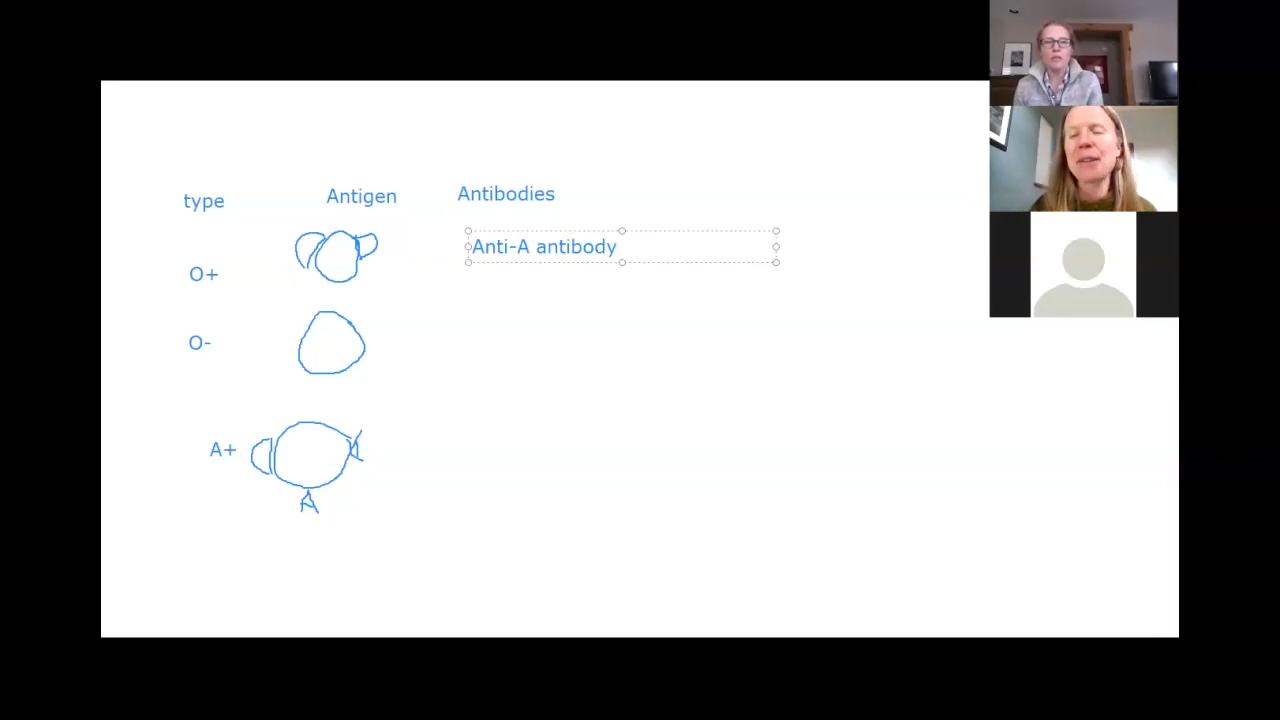 type Antigen Antibodies
Anti-A antibody
O+
O-
A+ A
A